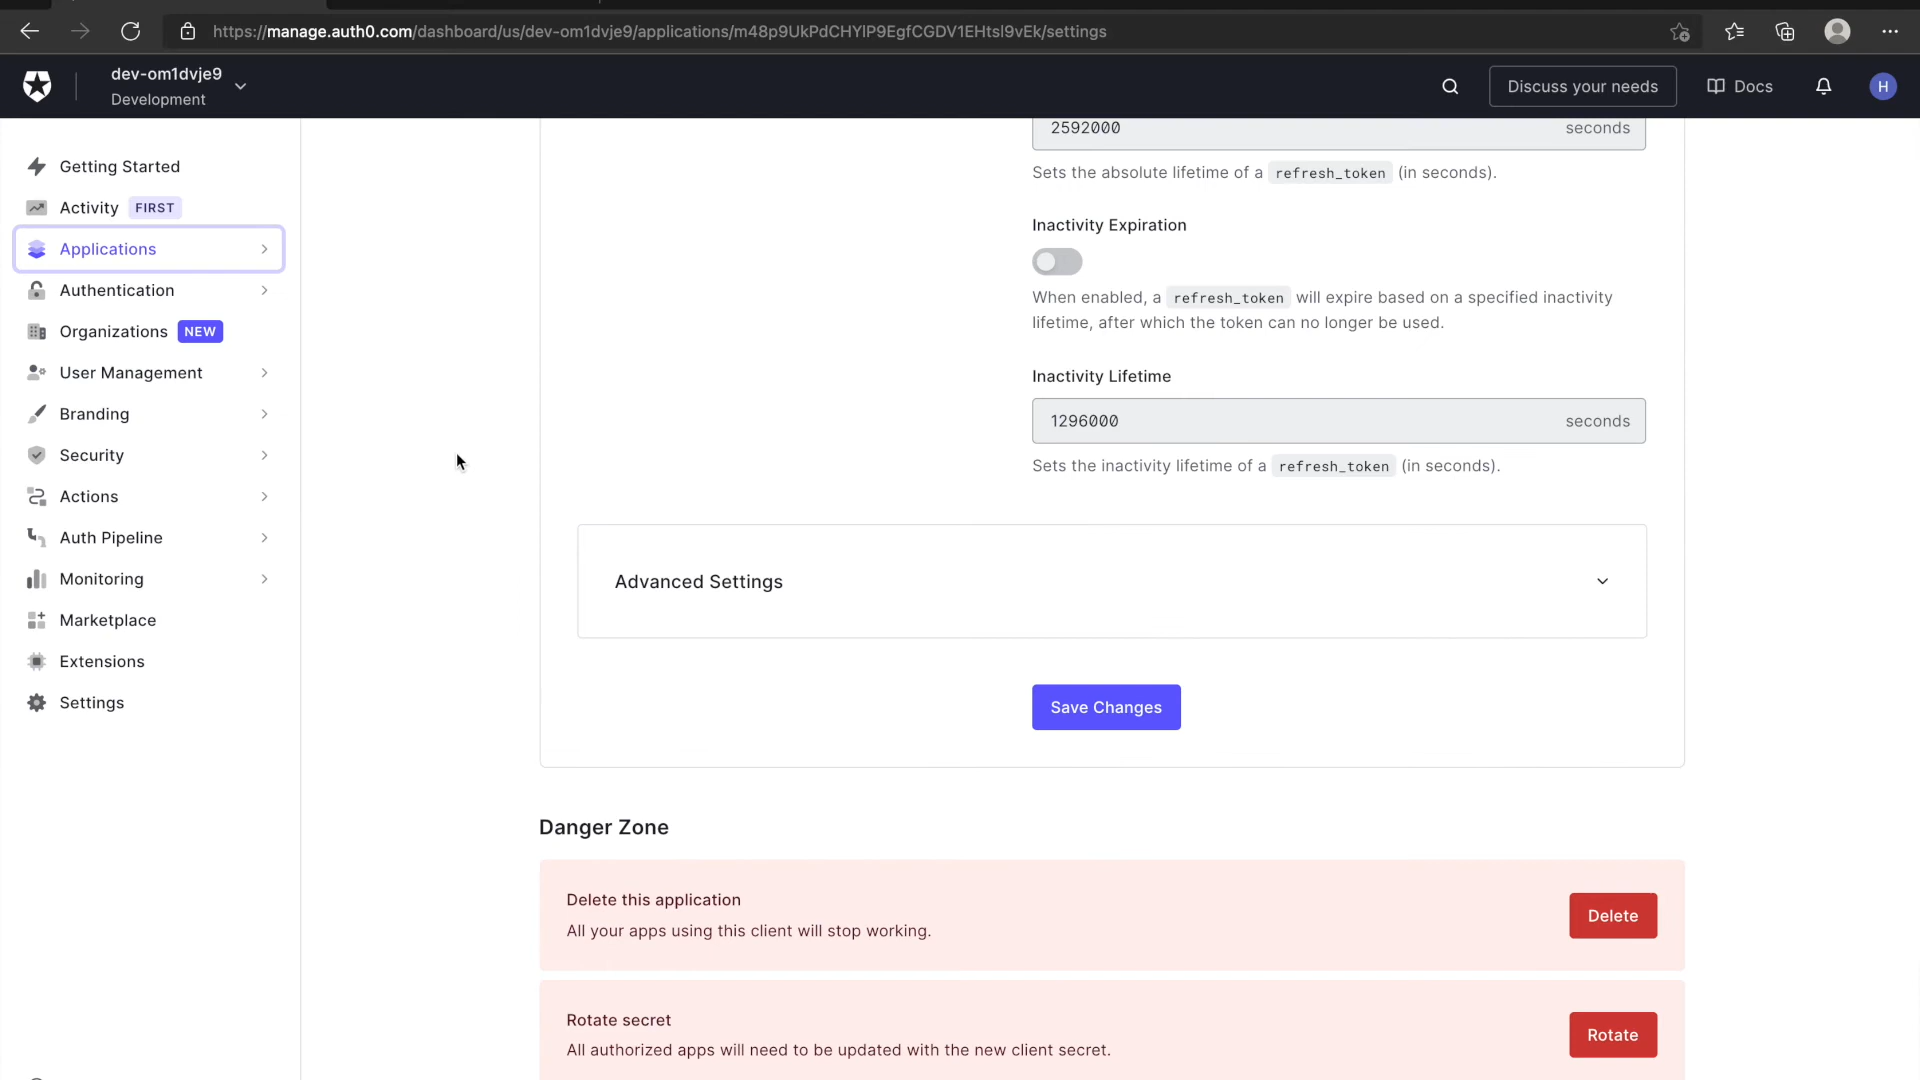 https://manage.auth0.com/dashboard/us/dev-om1dvje9/applications/m48p9UkPdCHYlP9EgfCGDV1EHtsl9vEk/settings
dev-om1dvje9
Development
Discuss your needs
Docs
H
Getting Started
Activity FIRST
Applications
Authentication
Organizations NEW
User Management
Branding
Security
Actions
Auth Pipeline
Monitoring
Marketplace
Extensions
Settings
2592000 seconds
Sets the absolute lifetime of a refresh_token (in seconds).
Inactivity Expiration
When enabled, a refresh_token will expire based on a specified inactivity
lifetime, after which the token can no longer be used.
Inactivity Lifetime
1296000 seconds
Sets the inactivity lifetime of a refresh_token (in seconds).
Advanced Settings
Save Changes
Danger Zone
Delete this application
All your apps using this client will stop working.
Delete
Rotate secret
All authorized apps will need to be updated with the new client secret.
Rotate